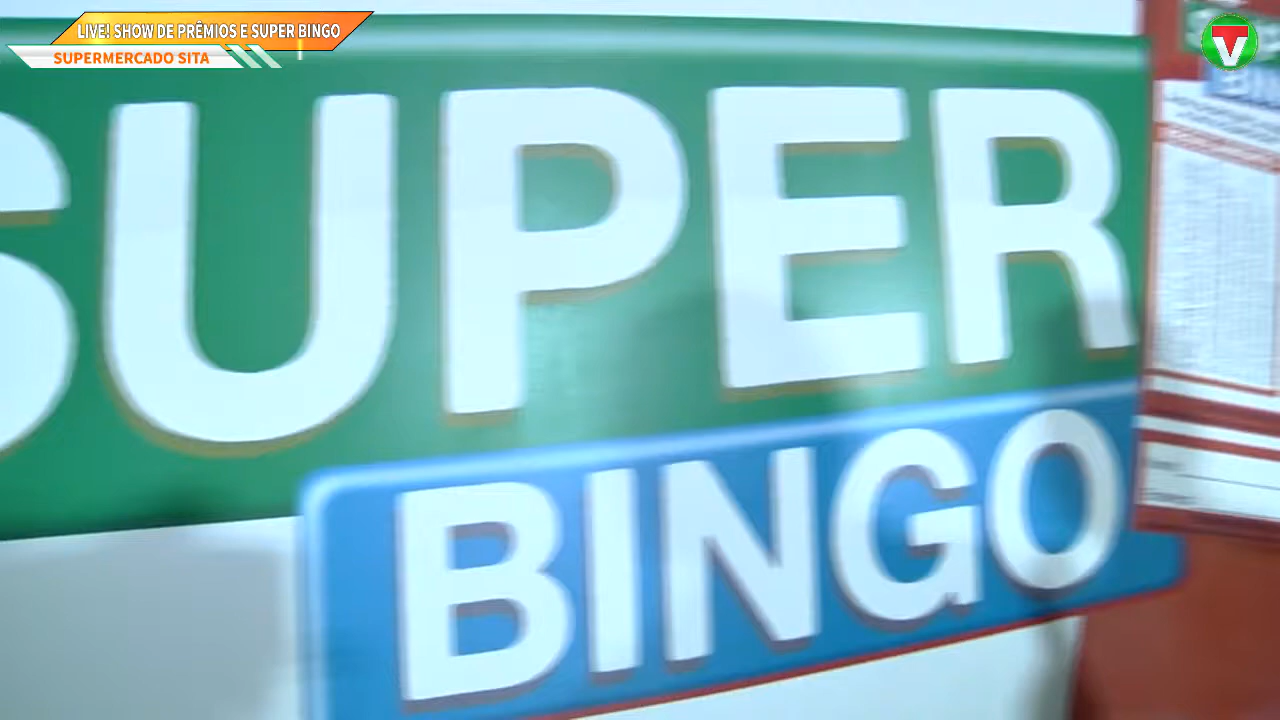 LIVE! SHOW DE PRÊMIOS E SUPER BINGO
SUPERMERCADO SITA
V
SUPER
BINGO